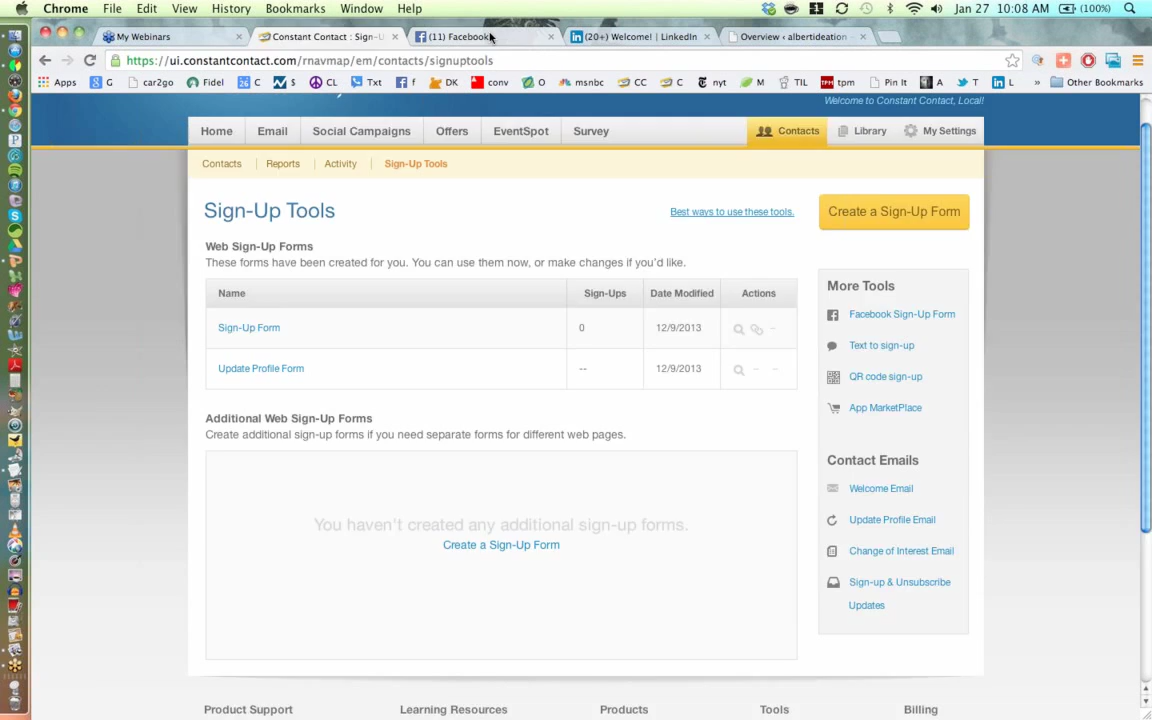 Chrome File Edit View History Bookmarks Window Help Jan 27 10:08 AM (100%)
My Webinars Constant Contact : Sign-U (11) Facebook (20+) Welcome! | LinkedIn Overview ‹ albertideation —
https://ui.constantcontact.com/rnavmap/em/contacts/signuptools
Apps G car2go Fidel 26 C $ CL Txt f DK conv O msnbc CC C nyt M TIL TPM tpm Pin It A T in L » Other Bookmarks
Welcome to Constant Contact, Local!
Home Email Social Campaigns Offers EventSpot Survey Contacts Library My Settings
Contacts Reports Activity Sign-Up Tools
Sign-Up Tools
Best ways to use these tools.
Create a Sign-Up Form
Web Sign-Up Forms
These forms have been created for you. You can use them now, or make changes if you'd like.
Name Sign-Ups Date Modified Actions
Sign-Up Form 0 12/9/2013 --
Update Profile Form -- 12/9/2013 -- --
Additional Web Sign-Up Forms
Create additional sign-up forms if you need separate forms for different web pages.
You haven't created any additional sign-up forms.
Create a Sign-Up Form
More Tools
Facebook Sign-Up Form
Text to sign-up
QR code sign-up
App MarketPlace
Contact Emails
Welcome Email
Update Profile Email
Change of Interest Email
Sign-up & Unsubscribe
Updates
Product Support Learning Resources Products Tools Billing